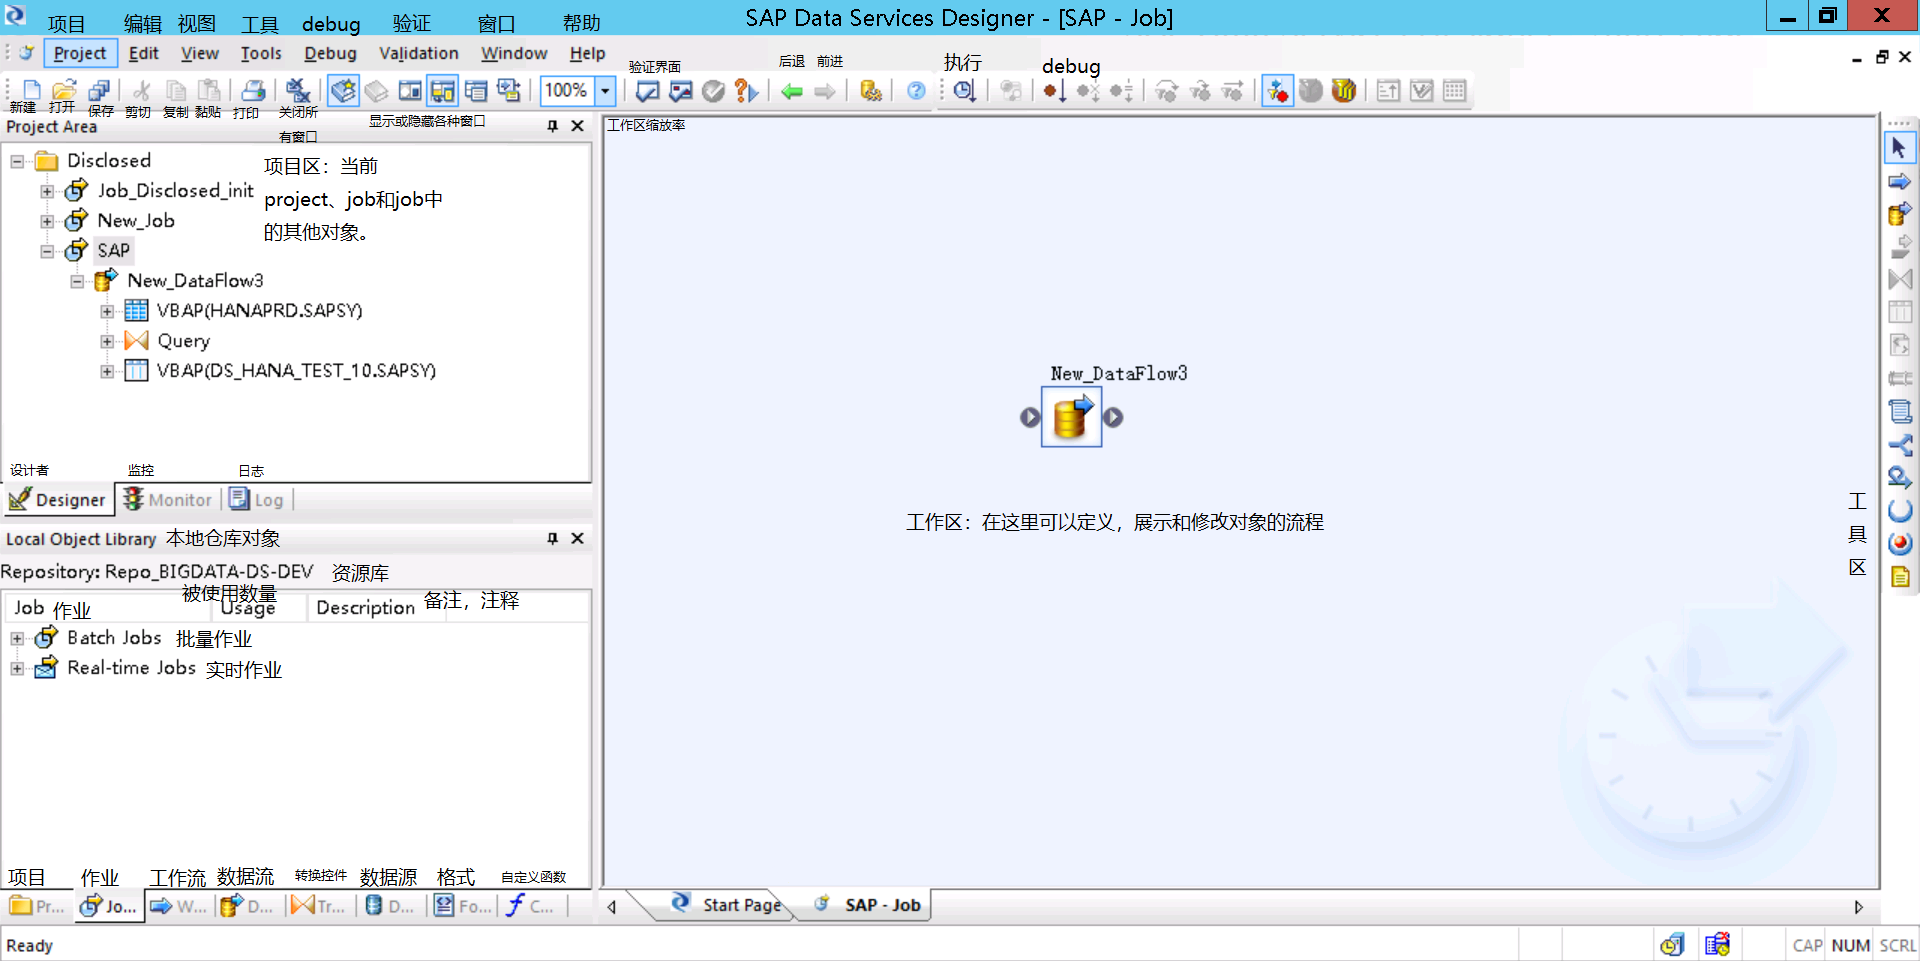 SAP Data Services Designer - [SAP - Job]
项目 编辑 视图 工具 debug 验证 窗口 帮助
Project Edit View Tools Debug Validation Window Help
验证界面 后退 前进 执行 debug
100%
新建 打开 保存 剪切 复制 黏贴 打印 关闭所
有窗口
显示或隐藏各种窗口
Project Area
工作区缩放率
Disclosed
Job_Disclosed_init
New_Job
SAP
New_DataFlow3
VBAP(HANAPRD.SAPSY)
Query
VBAP(DS_HANA_TEST_10.SAPSY)
项目区：当前
project、job和job中
的其他对象。
设计者 监控 日志
Designer Monitor Log
New_DataFlow3
工作区：在这里可以定义，展示和修改对象的流程
工
具
区
Local Object Library 本地仓库对象
Repository: Repo_BIGDATA-DS-DEV 资源库
被使用数量
Job 作业 Usage Description 备注，注释
Batch Jobs 批量作业
Real-time Jobs 实时作业
项目 作业 工作流 数据流 转换控件 数据源 格式 自定义函数
Pr... Jo... W... D... Tr... D... Fo... C...
Start Page SAP - Job
Ready
CAP NUM SCRL